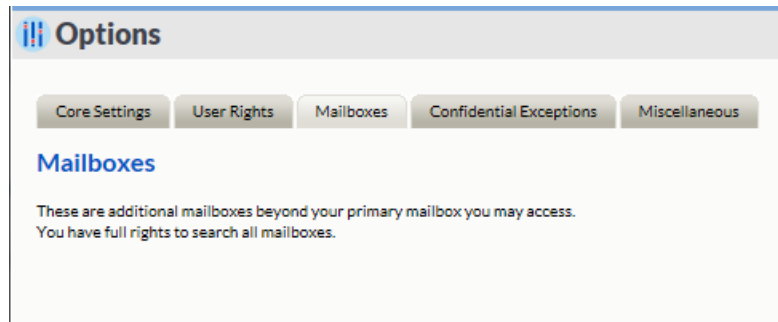 Options
Core Settings
User Rights
Mailboxes
Confidential Exceptions
Miscellaneous
Mailboxes
These are additional mailboxes beyond your primary mailbox you may access.
You have full rights to search all mailboxes.